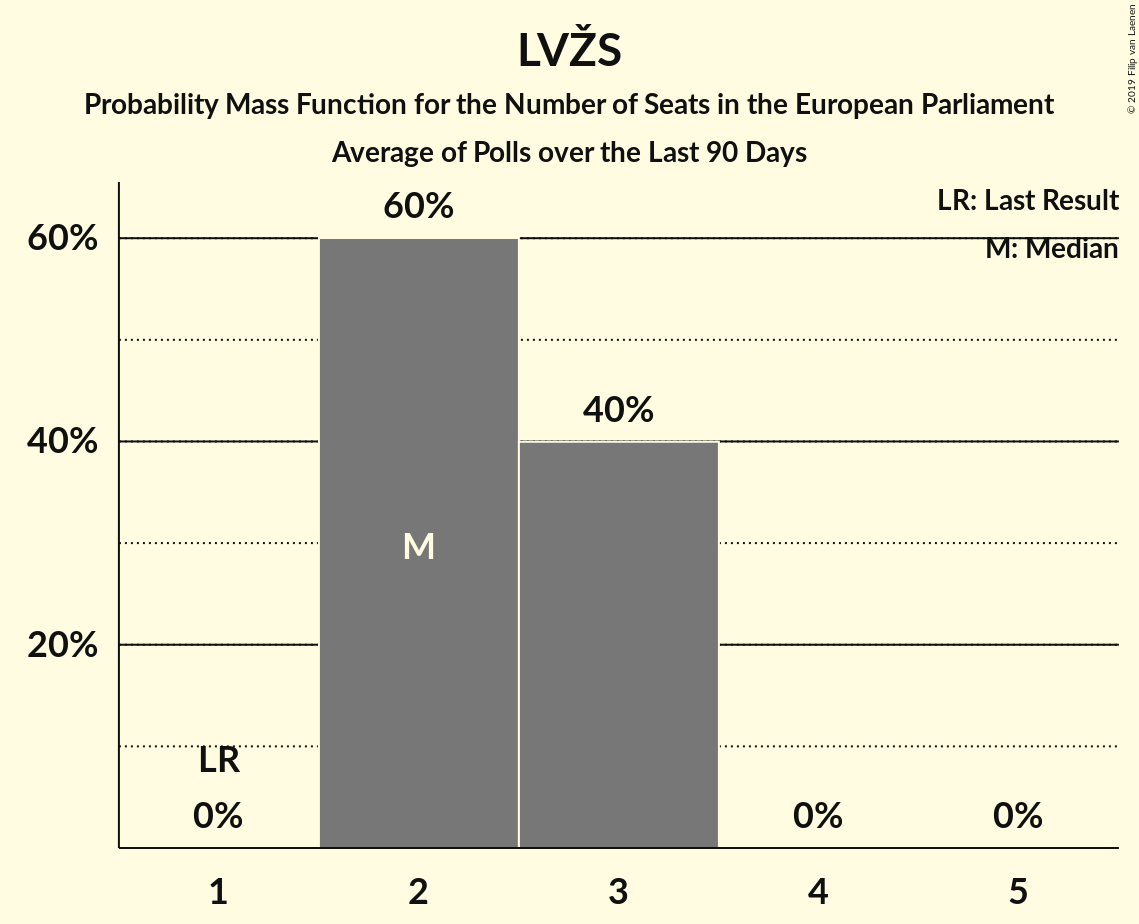 LVŽS
Probability Mass Function for the Number of Seats in the European Parliament
Average of Polls over the Last 90 Days
© 2019 Filip van Laenen
LR: Last Result
M: Median
60%
60%
40%
40%
M
20%
LR
0%
0%
0%
1
2
3
4
5